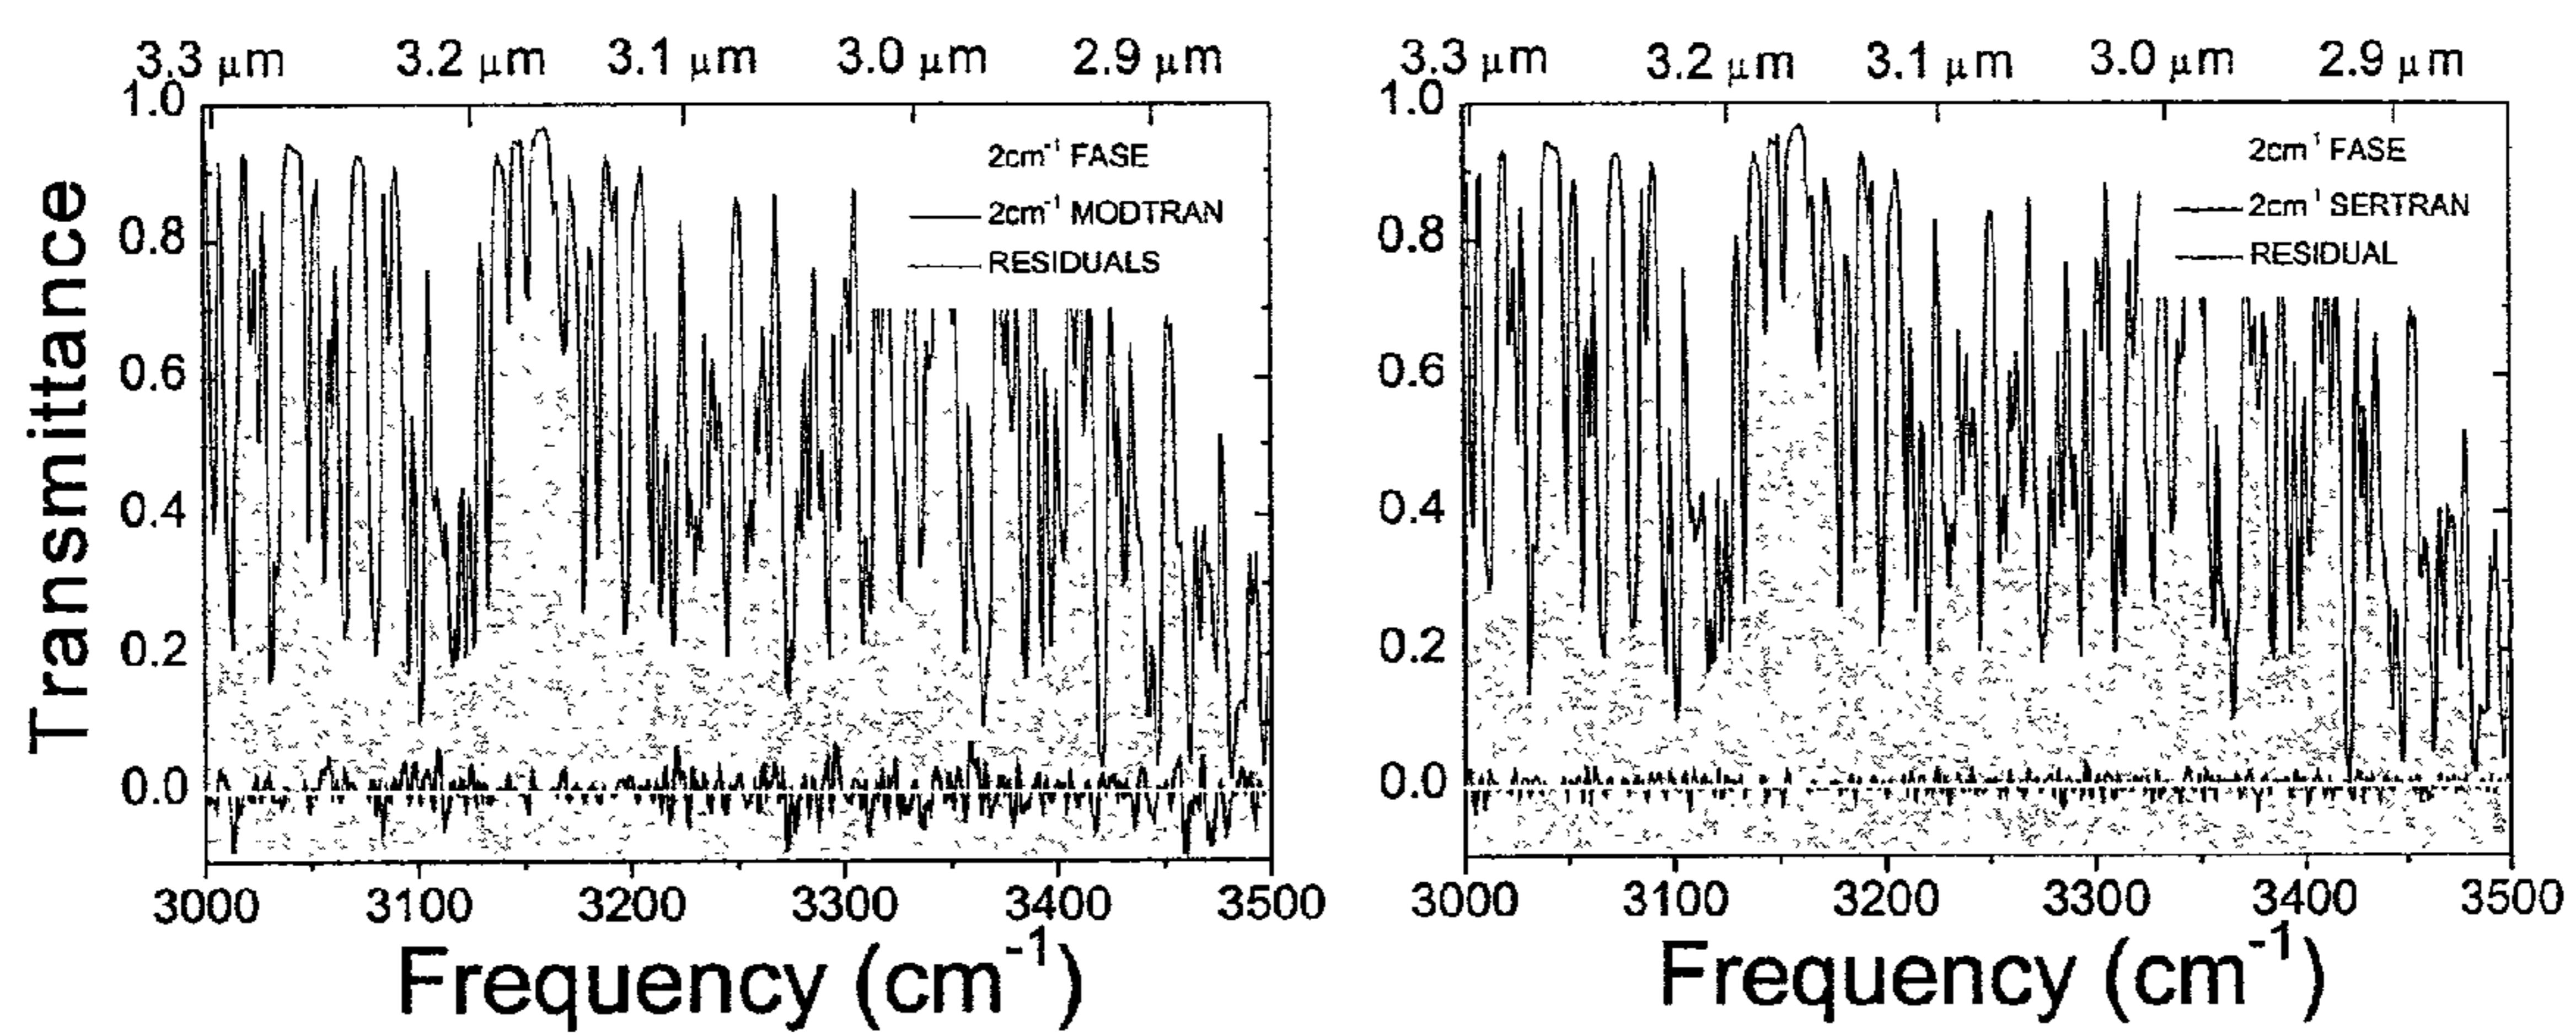 3.3 μm 3.2 μm 3.1 μm 3.0 μm 2.9 μm
1.0
0.8
0.6
0.4
0.2
0.0
Transmittance
2cm⁻¹ FASE
2cm⁻¹ MODTRAN
RESIDUALS
3000 3100 3200 3300 3400 3500
Frequency (cm⁻¹)
3.3 μm 3.2 μm 3.1 μm 3.0 μm 2.9 μm
1.0
0.8
0.6
0.4
0.2
0.0
2cm⁻¹ FASE
2cm⁻¹ SERTRAN
RESIDUAL
3000 3100 3200 3300 3400 3500
Frequency (cm⁻¹)